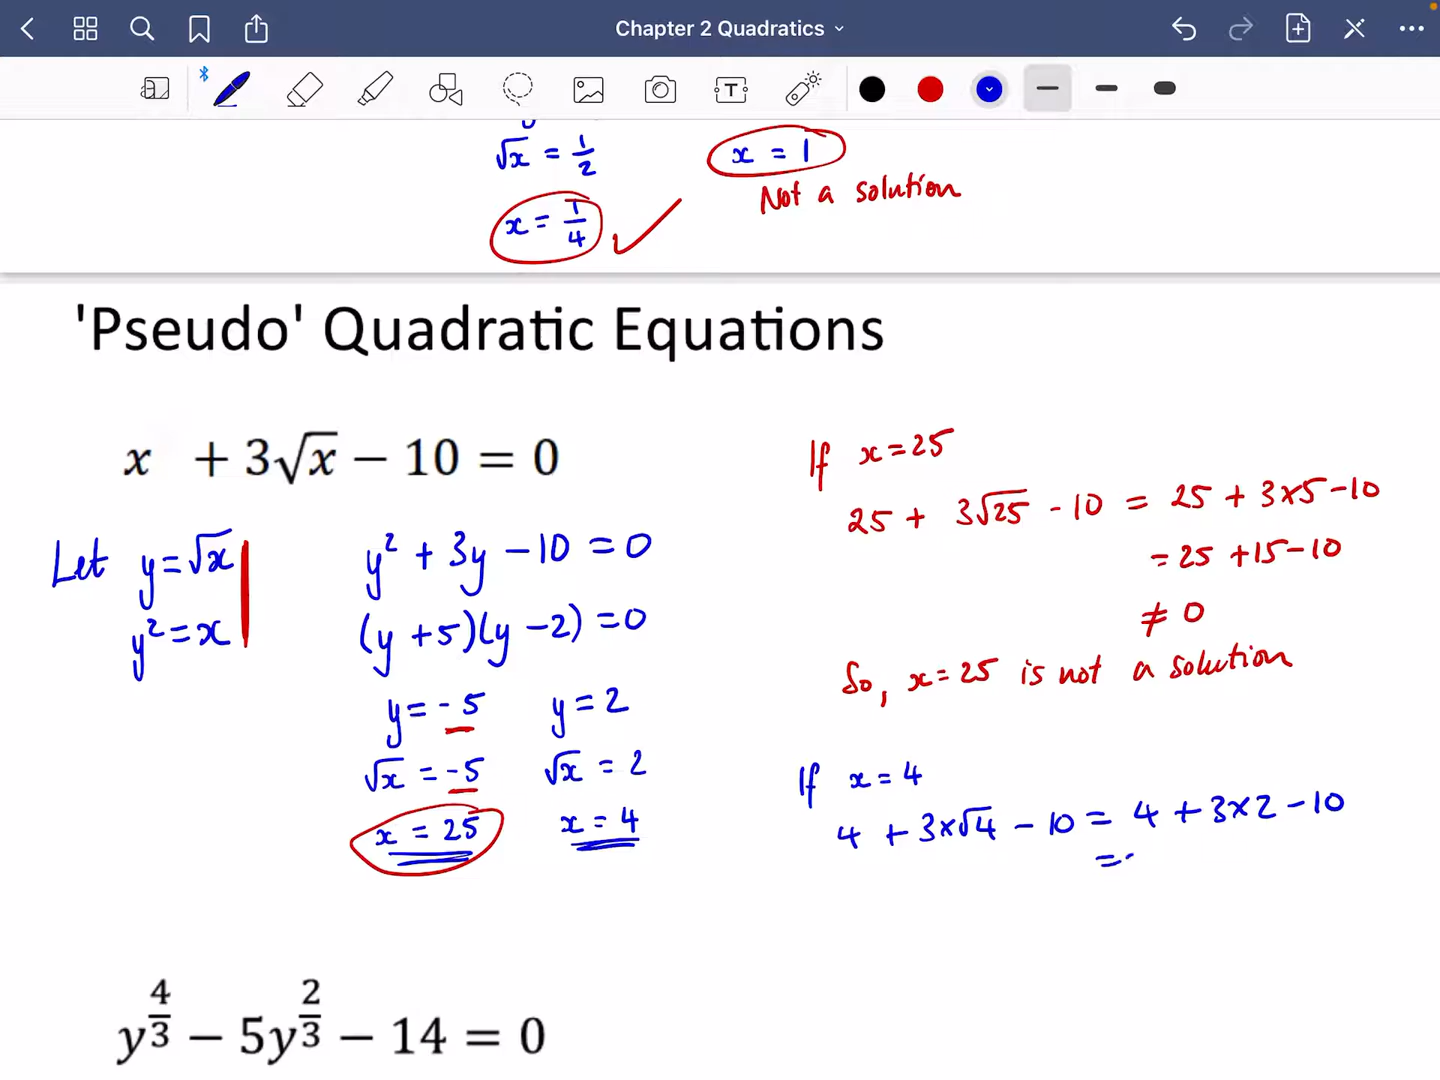 Chapter 2 Quadratics
T
√x = 1/2
x = 1
Not a solution
x = 1/4 ✓
'Pseudo' Quadratic Equations
x + 3√x − 10 = 0
Let y = √x
y² = x
y² + 3y − 10 = 0
(y + 5)(y − 2) = 0
y = −5 y = 2
√x = −5 √x = 2
x = 25 x = 4
If x = 25
25 + 3√25 − 10 = 25 + 3×5 − 10
= 25 + 15 − 10
≠ 0
So, x = 25 is not a solution
If x = 4
4 + 3×√4 − 10 = 4 + 3×2 − 10
=
y^(4/3) − 5y^(2/3) − 14 = 0